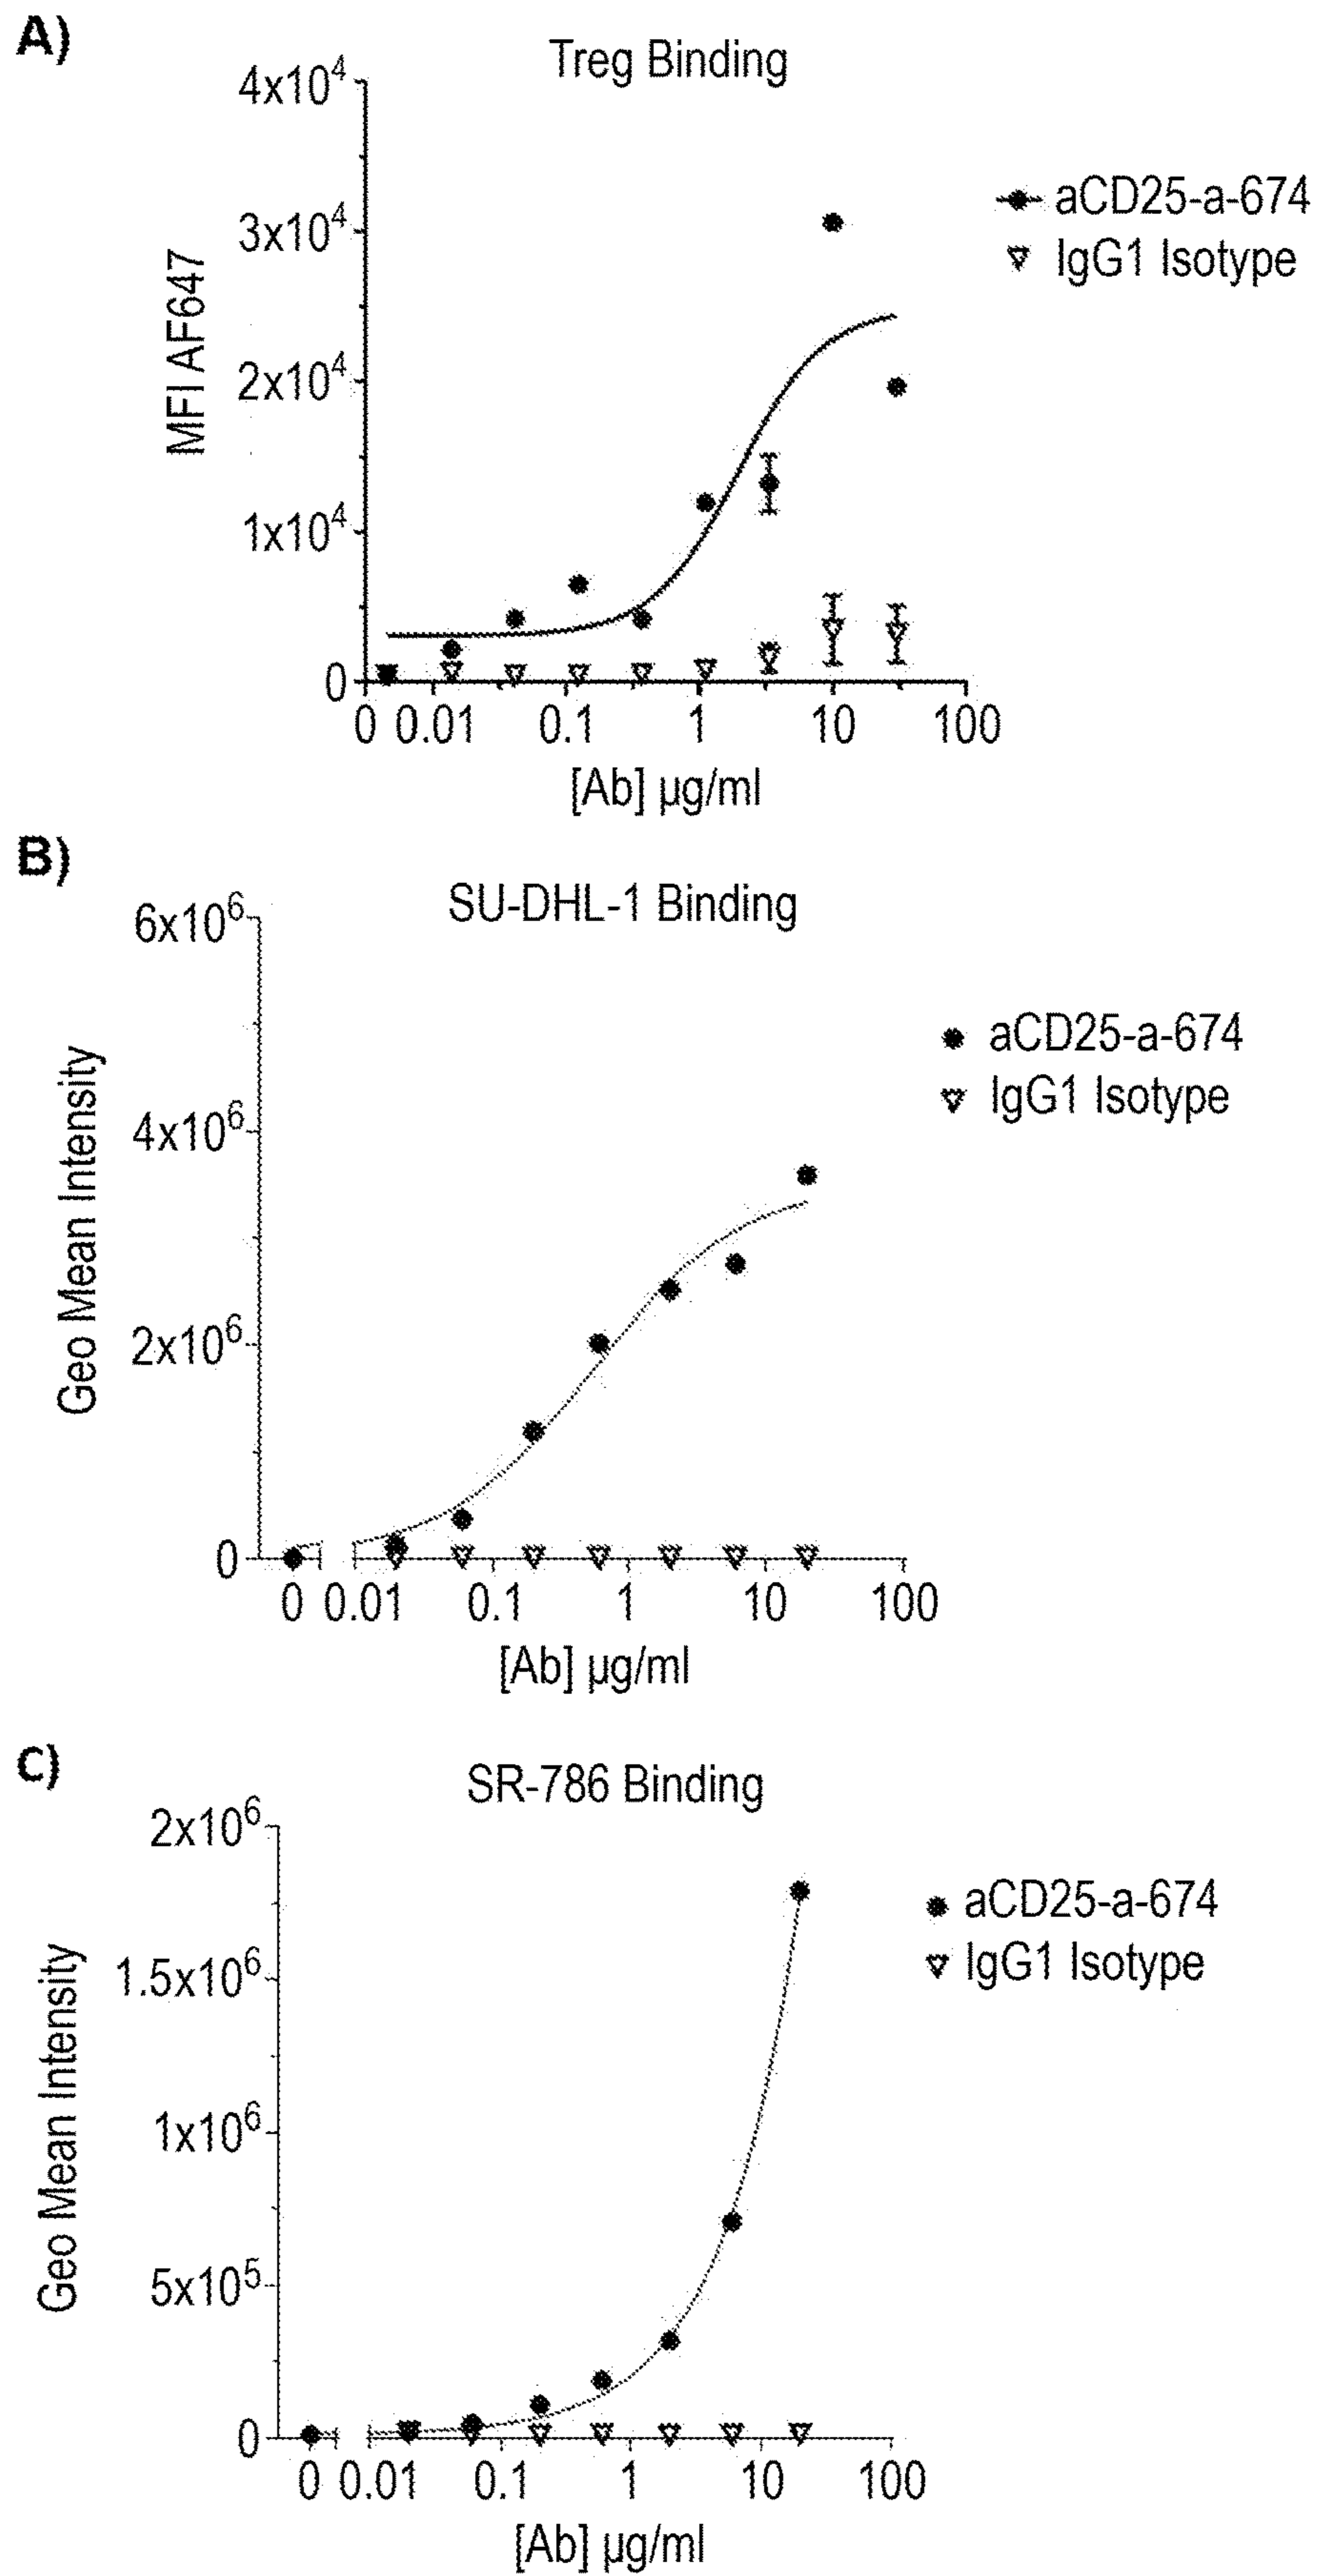 A)
Treg Binding
4x10⁴
3x10⁴
2x10⁴
1x10⁴
0
MFI AF647
aCD25-a-674
IgG1 Isotype
0 0.01 0.1 1 10 100
[Ab] µg/ml
B)
SU-DHL-1 Binding
6x10⁶
4x10⁶
2x10⁶
0
Geo Mean Intensity
aCD25-a-674
IgG1 Isotype
0 0.01 0.1 1 10 100
[Ab] µg/ml
C)
SR-786 Binding
2x10⁶
1.5x10⁶
1x10⁶
5x10⁵
0
Geo Mean Intensity
aCD25-a-674
IgG1 Isotype
0 0.01 0.1 1 10 100
[Ab] µg/ml